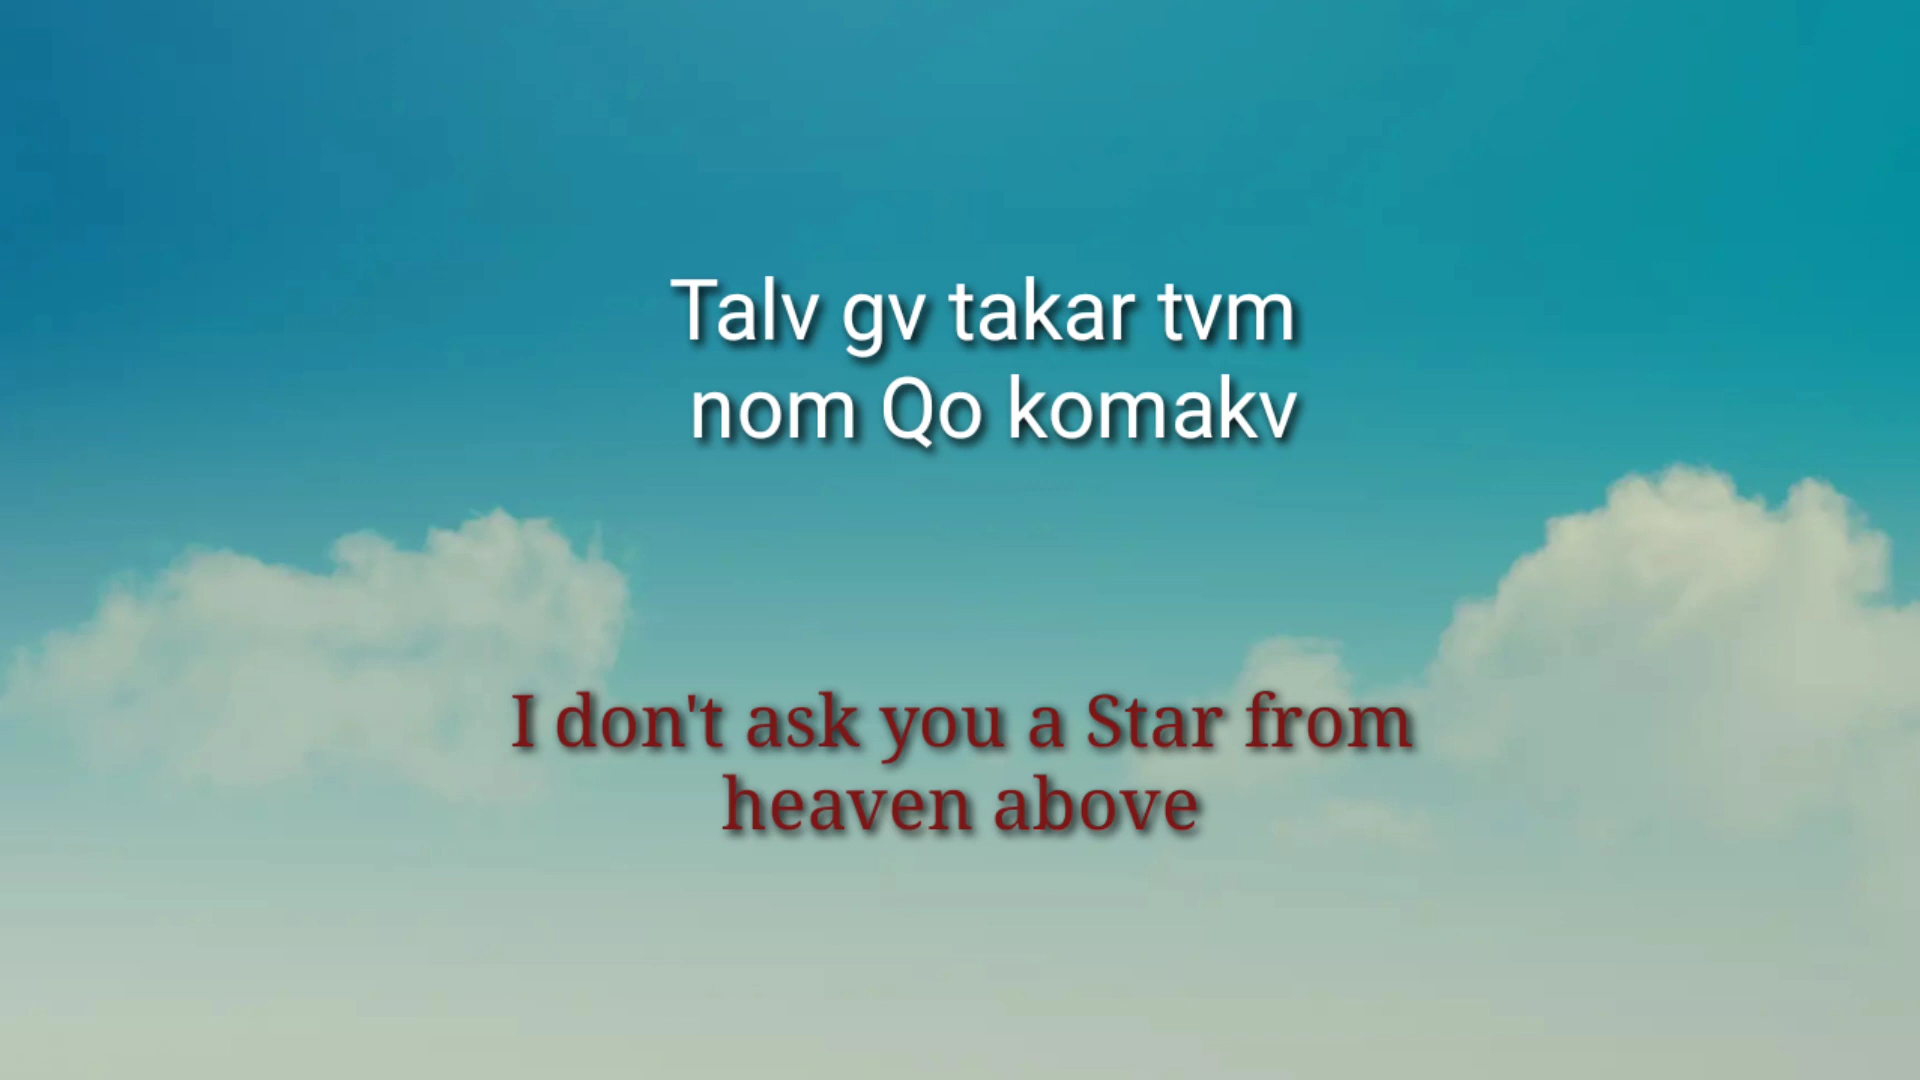 Talv gv takar tvm
nom Qo komakv
I don't ask you a Star from
heaven above